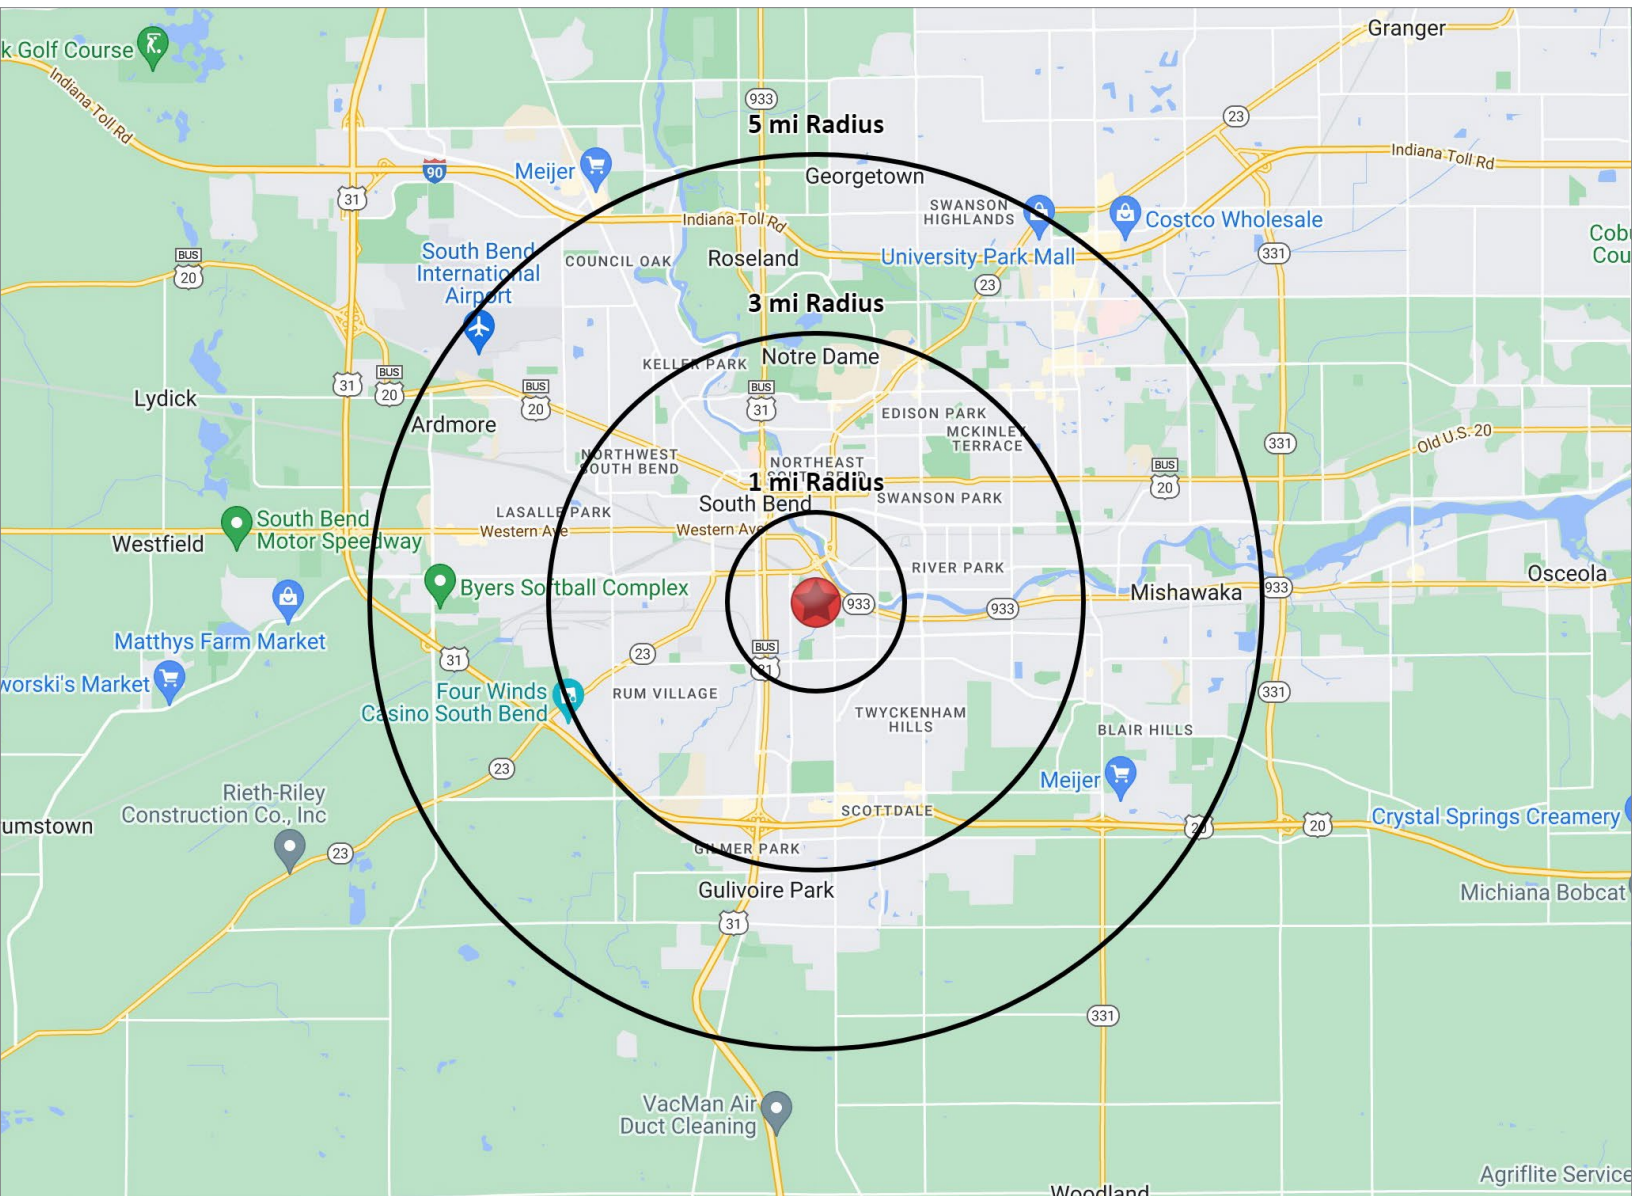 Granger
k Golf Course
Indiana Toll Rd
933
23
5 mi Radius
Indiana Toll Rd
90
Meijer
Georgetown
31
SWANSON
HIGHLANDS
Costco Wholesale
Indiana Toll Rd
Cobu
Cou
BUS
20
South Bend
International
Airport
COUNCIL OAK
Roseland
University Park Mall
331
23
3 mi Radius
Notre Dame
KELLER PARK
31
BUS
20
BUS
20
BUS
31
Lydick
Ardmore
EDISON PARK
MCKINLEY
TERRACE
Old U.S. 20
331
NORTHWEST
SOUTH BEND
NORTHEAST
SOUTH BEND
BUS
20
1 mi Radius
South Bend
SWANSON PARK
LASALLE PARK
Western Ave
Western Ave
South Bend
Motor Speedway
Westfield
RIVER PARK
Osceola
Byers Softball Complex
933
Mishawaka
933
933
Matthys Farm Market
BUS
31
23
31
worski's Market
Four Winds
Casino South Bend
RUM VILLAGE
331
TWYCKENHAM
HILLS
BLAIR HILLS
23
Meijer
Rieth-Riley
Construction Co., Inc
SCOTTDALE
Crystal Springs Creamery
umstown
20
20
23
GILMER PARK
Gulivoire Park
Michiana Bobcat
31
331
VacMan Air
Duct Cleaning
Agriflite Service
Woodland